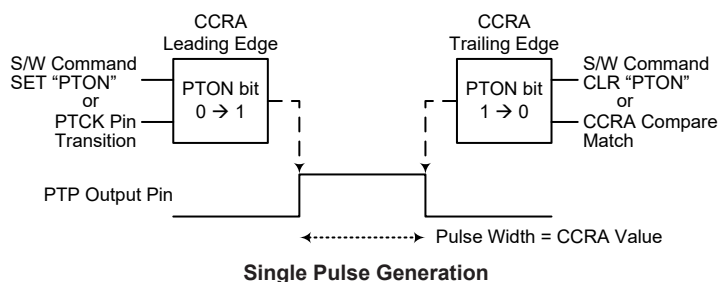 CCRA
Leading Edge
S/W Command
SET "PTON"
or
PTCK Pin
Transition
PTON bit
0 → 1
CCRA
Trailing Edge
PTON bit
1 → 0
S/W Command
CLR "PTON"
or
CCRA Compare
Match
PTP Output Pin
Pulse Width = CCRA Value
Single Pulse Generation